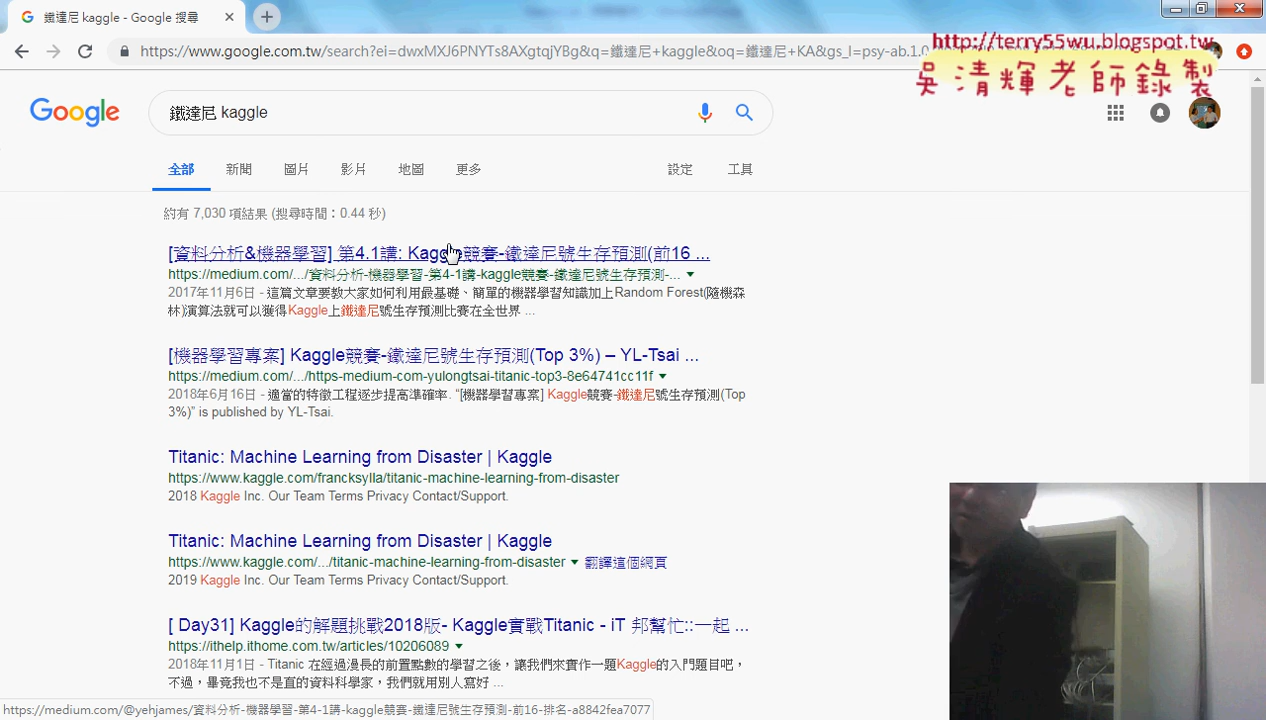 鐵達尼 kaggle - Google 搜尋
https://www.google.com.tw/search?ei=dwxMXJ6PNYTs8AXgtqjYBg&q=鐵達尼+kaggle&oq=鐵達尼+KA&gs_l=psy-ab.1.0
http://terry55wu.blogspot.tw
吳清輝老師錄製
Google
鐵達尼 kaggle
全部 新聞 圖片 影片 地圖 更多 設定 工具
約有 7,030 項結果 (搜尋時間：0.44 秒)
[資料分析&機器學習] 第4.1講: Kaggle競賽-鐵達尼號生存預測(前16 ...
https://medium.com/.../資料分析-機器學習-第4-1講-kaggle競賽-鐵達尼號生存預測-...
2017年11月6日 - 這篇文章要教大家如何利用最基礎、簡單的機器學習知識加上Random Forest(隨機森
林)演算法就可以獲得Kaggle上鐵達尼號生存預測比賽在全世界 ...
[機器學習專案] Kaggle競賽-鐵達尼號生存預測(Top 3%) – YL-Tsai ...
https://medium.com/.../https-medium-com-yulongtsai-titanic-top3-8e64741cc11f
2018年6月16日 - 適當的特徵工程逐步提高準確率. “[機器學習專案] Kaggle競賽-鐵達尼號生存預測(Top
3%)” is published by YL-Tsai.
Titanic: Machine Learning from Disaster | Kaggle
https://www.kaggle.com/francksylla/titanic-machine-learning-from-disaster
2018 Kaggle Inc. Our Team Terms Privacy Contact/Support.
Titanic: Machine Learning from Disaster | Kaggle
https://www.kaggle.com/.../titanic-machine-learning-from-disaster 翻譯這個網頁
2019 Kaggle Inc. Our Team Terms Privacy Contact/Support.
[ Day31] Kaggle的解題挑戰2018版- Kaggle實戰Titanic - iT 邦幫忙::一起 ...
https://ithelp.ithome.com.tw/articles/10206089
2018年11月1日 - Titanic 在經過漫長的前置點數的學習之後，讓我們來實作一題Kaggle的入門題目吧，
不過，畢竟我也不是直的資料科學家，我們就用別人寫好 ...
https://medium.com/@yehjames/資料分析-機器學習-第4-1講-kaggle競賽-鐵達尼號生存預測-前16-排名-a8842fea7077